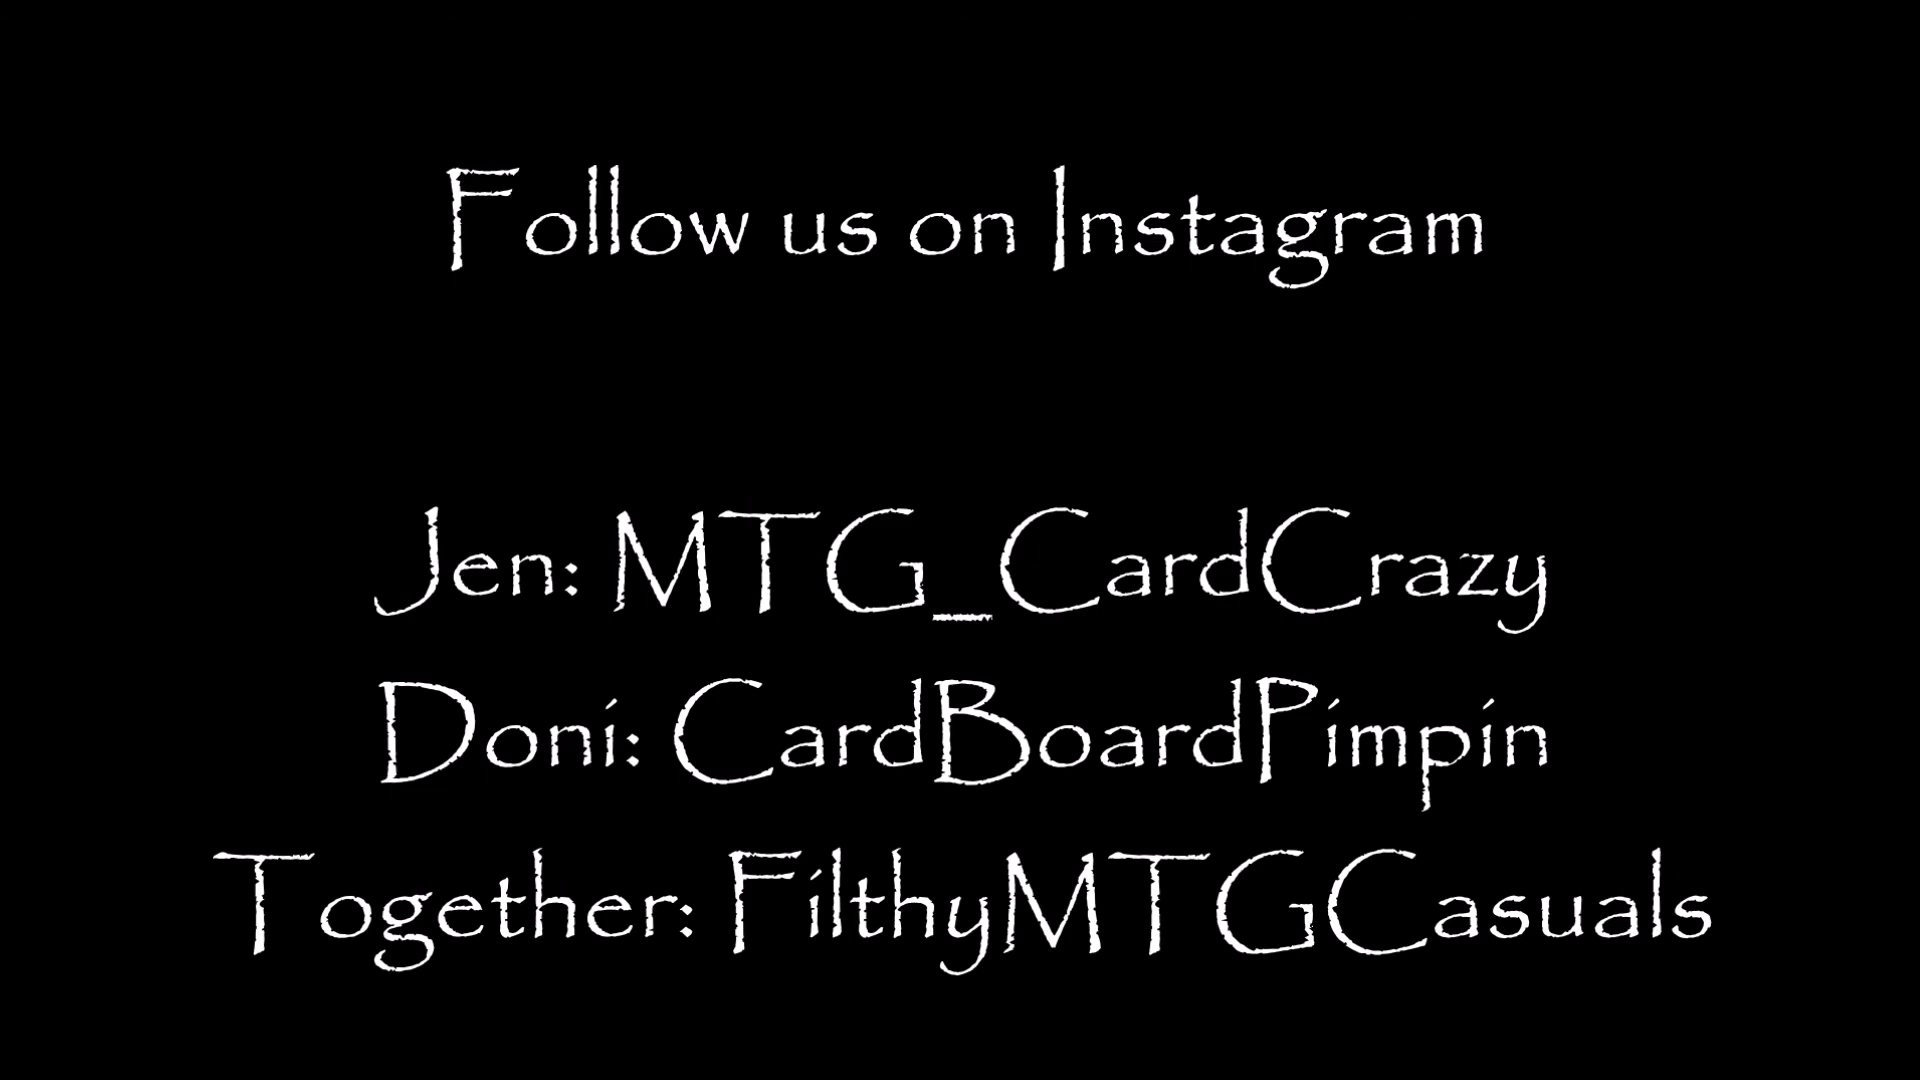 Follow us on Instagram
Jen: MTG_CardCrazy
Doni: CardBoardPimpin
Together: FilthyMTGCasuals